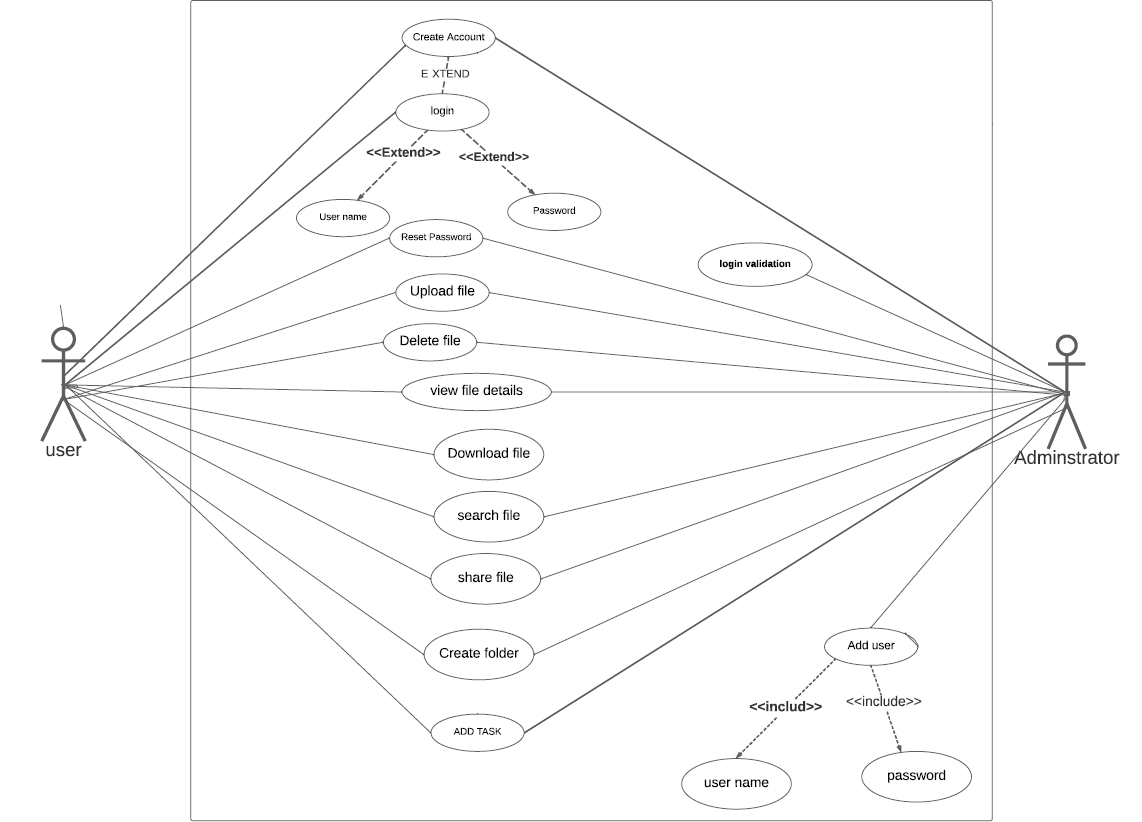 Create Account
E XTEND
login
<<Extend>>
<<Extend>>
User name
Password
Reset Password
login validation
Upload file
Delete file
view file details
user
Download file
Adminstrator
search file
share file
Create folder
Add user
<<includ>>
<<include>>
ADD TASK
user name
password